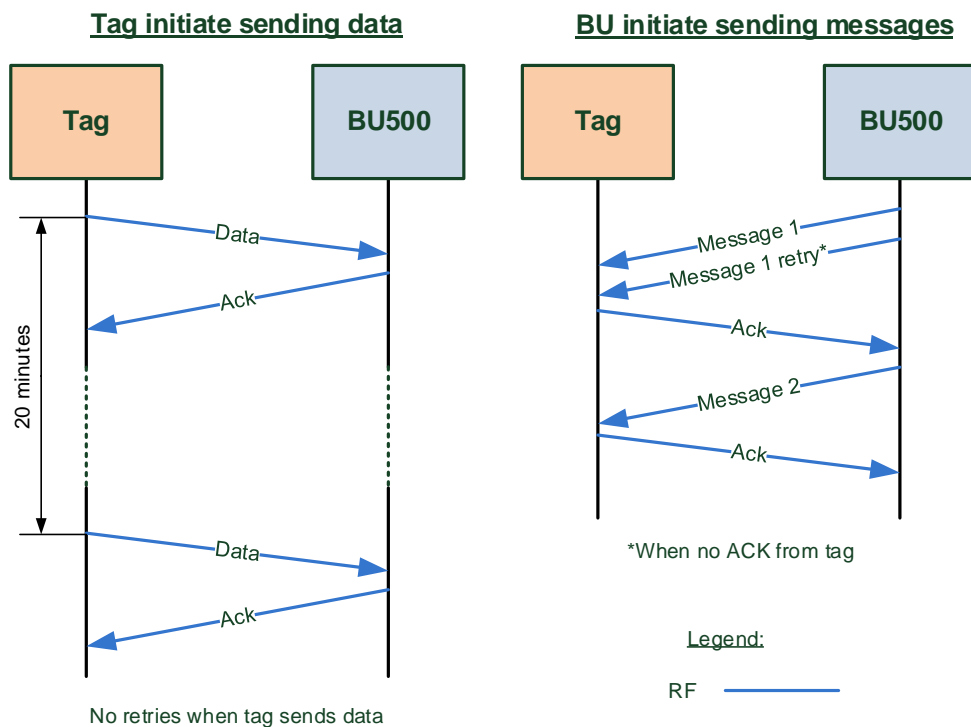 Tag initiate sending data
Tag
BU500
Data
Ack
20 minutes
Data
Ack
No retries when tag sends data
BU initiate sending messages
Tag
BU500
Message 1
Message 1 retry*
Ack
Message 2
Ack
*When no ACK from tag
Legend:
RF